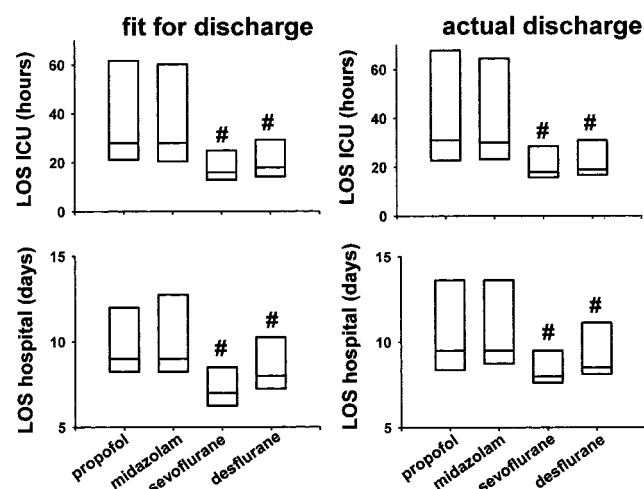 fit for discharge
actual discharge
LOS ICU (hours)
60
40
20
0
#
#
LOS ICU (hours)
60
40
20
0
#
#
LOS hospital (days)
15
10
5
#
#
propofol
midazolam
sevoflurane
desflurane
LOS hospital (days)
15
10
5
#
#
propofol
midazolam
sevoflurane
desflurane